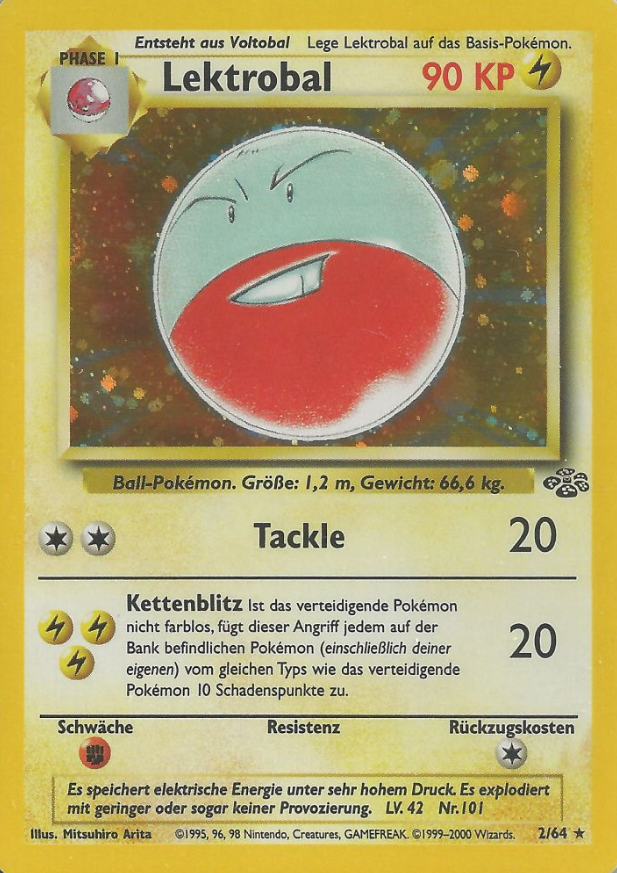 Entsteht aus Voltobal Lege Lektrobal auf das Basis-Pokémon.
PHASE I
Lektrobal 90 KP
Ball-Pokémon. Größe: 1,2 m, Gewicht: 66,6 kg.
Tackle 20
Kettenblitz Ist das verteidigende Pokémon
nicht farblos, fügt dieser Angriff jedem auf der
Bank befindlichen Pokémon (einschließlich deiner
eigenen) vom gleichen Typs wie das verteidigende
Pokémon 10 Schadenspunkte zu.
20
Schwäche Resistenz Rückzugskosten
Es speichert elektrische Energie unter sehr hohem Druck. Es explodiert
mit geringer oder sogar keiner Provozierung. LV. 42 Nr.101
Illus. Mitsuhiro Arita ©1995, 96, 98 Nintendo, Creatures, GAMEFREAK. ©1999-2000 Wizards. 2/64 ★